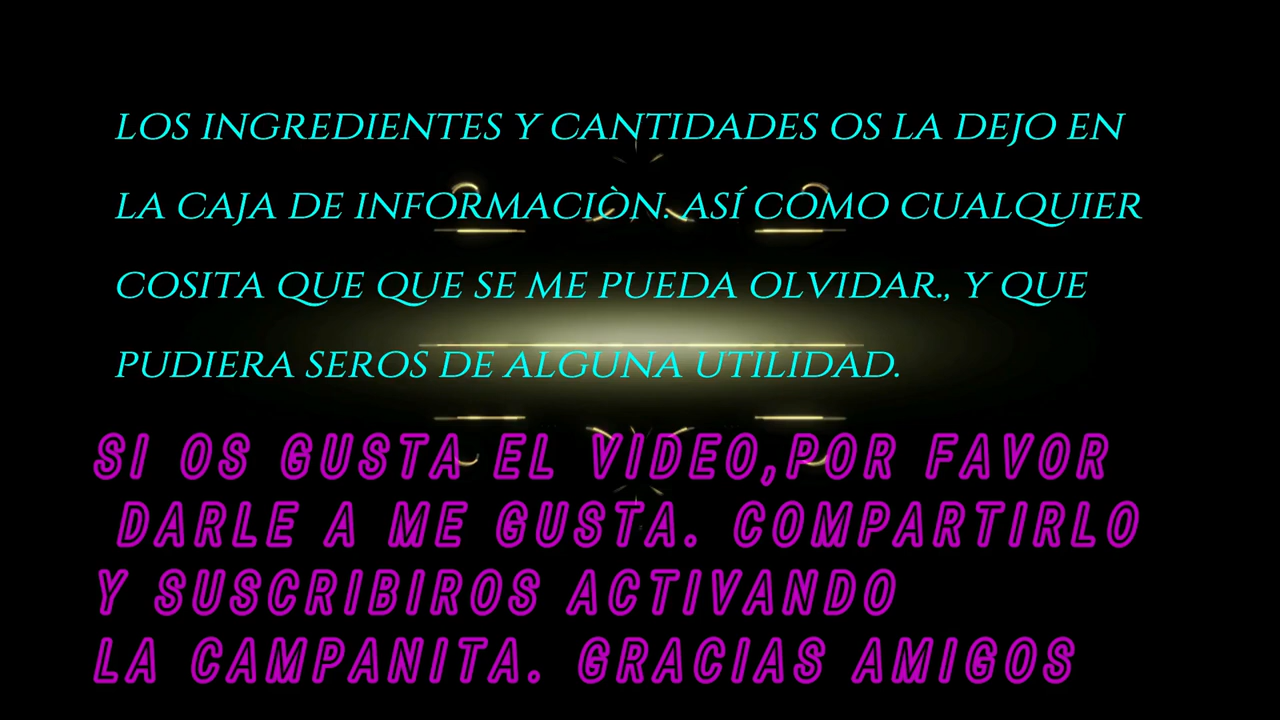 LOS INGREDIENTES Y CANTIDADES OS LA DEJO EN
LA CAJA DE INFORMACIÒN. ASÍ COMO CUALQUIER
COSITA QUE QUE SE ME PUEDA OLVIDAR., Y QUE
PUDIERA SEROS DE ALGUNA UTILIDAD.
SI OS GUSTA EL VIDEO,POR FAVOR
DARLE A ME GUSTA. COMPARTIRLO
Y SUSCRIBIROS ACTIVANDO
LA CAMPANITA. GRACIAS AMIGOS